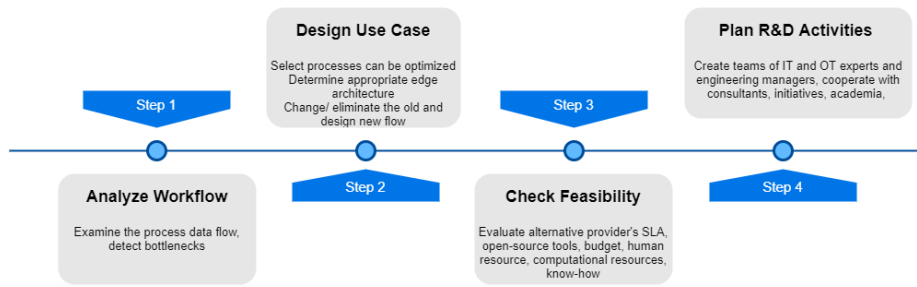 Step 1
Analyze Workflow
Examine the process data flow,
detect bottlenecks
Design Use Case
Select processes can be optimized
Determine appropriate edge
architecture
Change/ eliminate the old and
design new flow
Step 2
Step 3
Check Feasibility
Evaluate alternative provider's SLA,
open-source tools, budget, human
resource, computational resources,
know-how
Plan R&D Activities
Create teams of IT and OT experts and
engineering managers, cooperate with
consultants, initiatives, academia,
Step 4